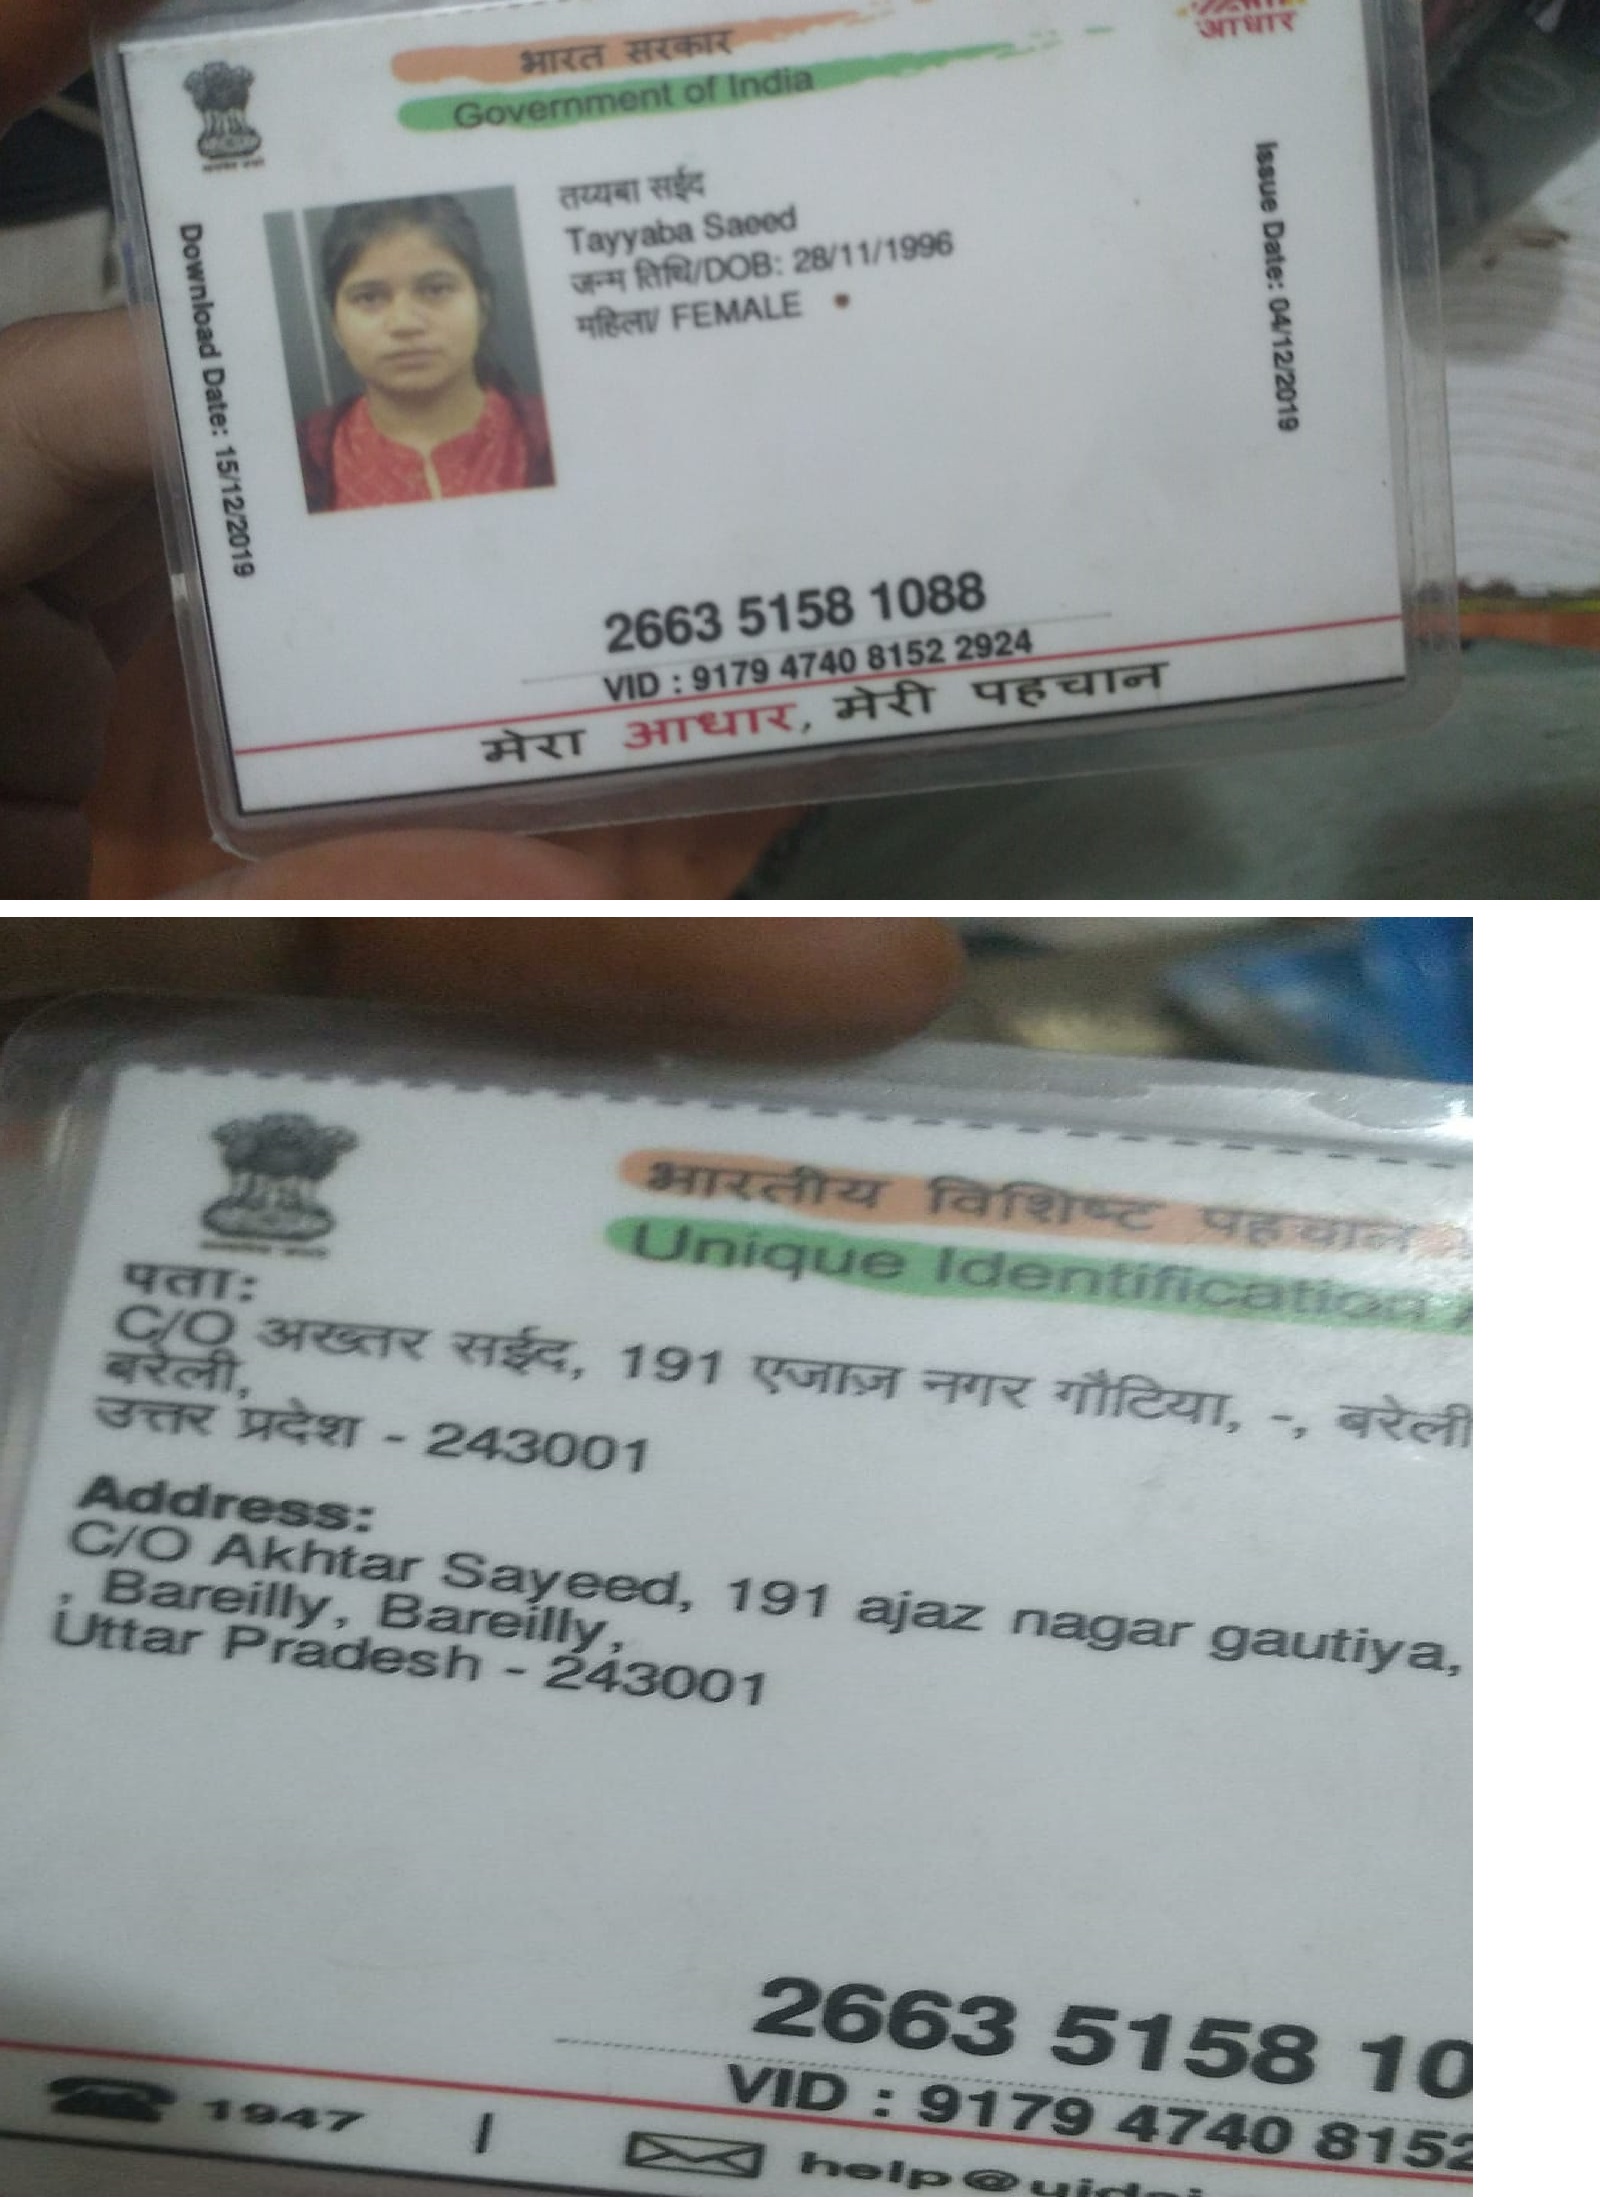 भारत सरकार
Government of India
आधार
Download Date: 15/12/2019
तय्यबा सईद
Tayyaba Saeed
जन्म तिथि/DOB: 28/11/1996
महिला/ FEMALE
Issue Date: 04/12/2019
2663 5158 1088
VID : 9179 4740 8152 2924
मेरा आधार, मेरी पहचान
भारतीय विशिष्ट पहचान
Unique Identification
पता:
C/O अख्तर सईद, 191 एजाज़ नगर गौटिया, -, बरेली
बरेली,
उत्तर प्रदेश - 243001
Address:
C/O Akhtar Sayeed, 191 ajaz nagar gautiya,
, Bareilly, Bareilly,
Uttar Pradesh - 243001
2663 5158 10
VID : 9179 4740 8152
1947 |
help@uidai